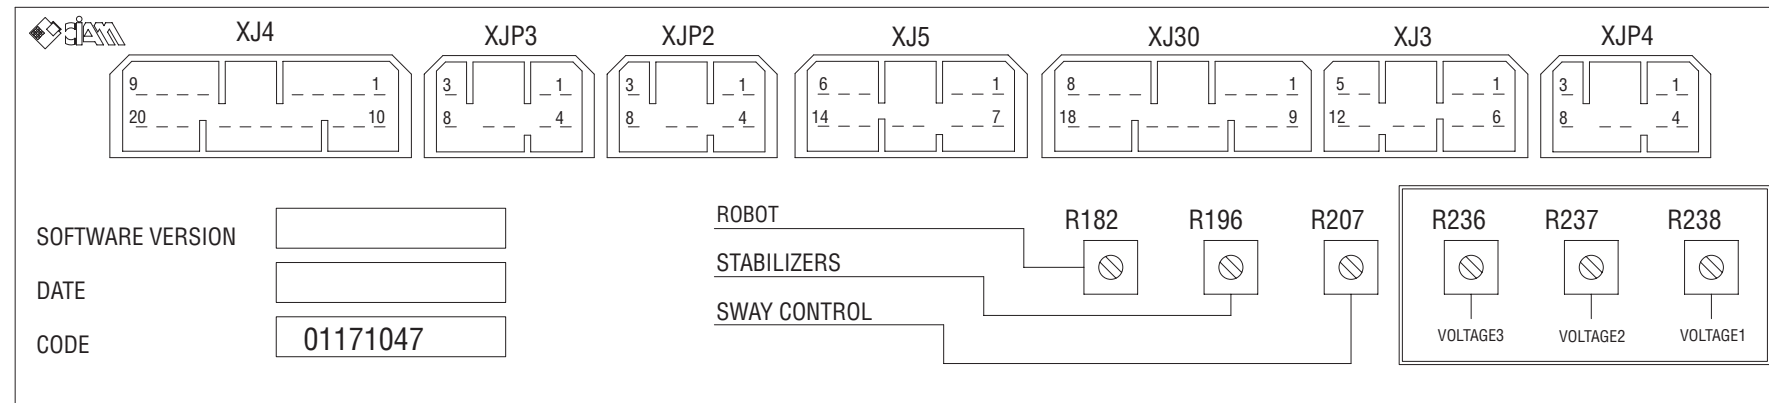 CIAM
XJ4 XJP3 XJP2 XJ5 XJ30 XJ3 XJP4
9 1 3 1 3 1 6 1 8 1 5 1 3 1
20 10 8 4 8 4 14 7 18 9 12 6 8 4
ROBOT R182 R196 R207 R236 R237 R238
SOFTWARE VERSION
STABILIZERS
DATE
SWAY CONTROL
CODE 01171047
VOLTAGE3 VOLTAGE2 VOLTAGE1